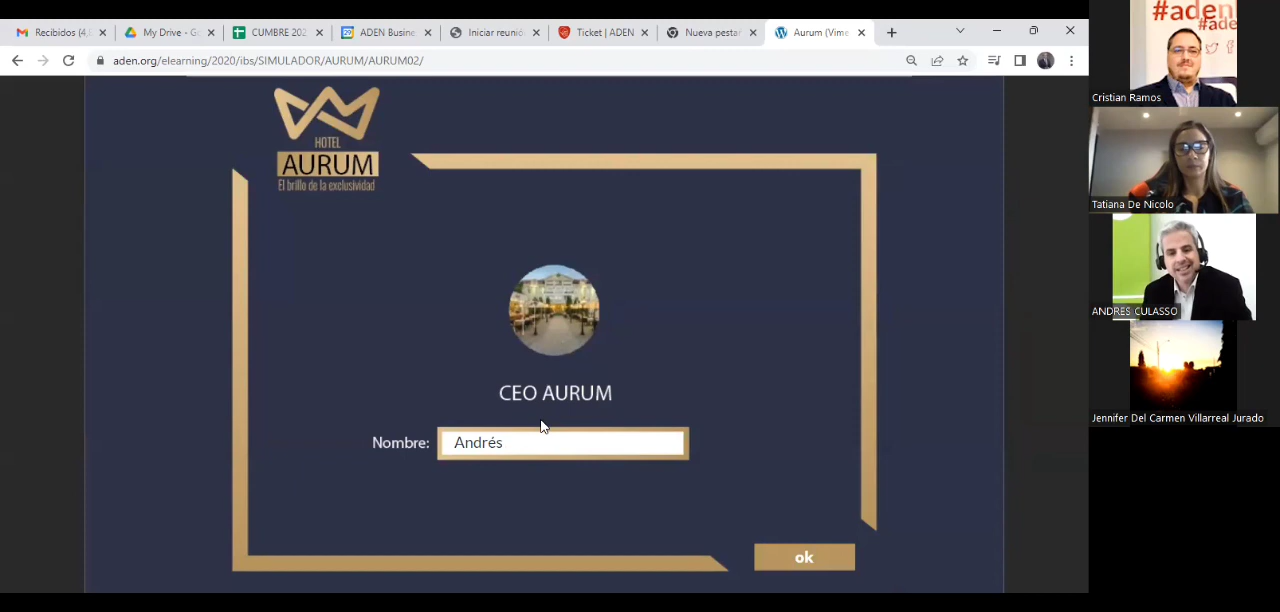 Recibidos (4,
My Drive - G
CUMBRE 202
ADEN Busine
Iniciar reunió
Ticket | ADEN
Nueva pestañ
Aurum (Vime
aden.org/elearning/2020/ibs/SIMULADOR/AURUM/AURUM02/
HOTEL
AURUM
El brillo de la exclusividad
CEO AURUM
Nombre: Andrés
ok
#aden
#aden
#ade
Cristian Ramos
Tatiana De Nicolo
ANDRES CULASSO
Jennifer Del Carmen Villarreal Jurado